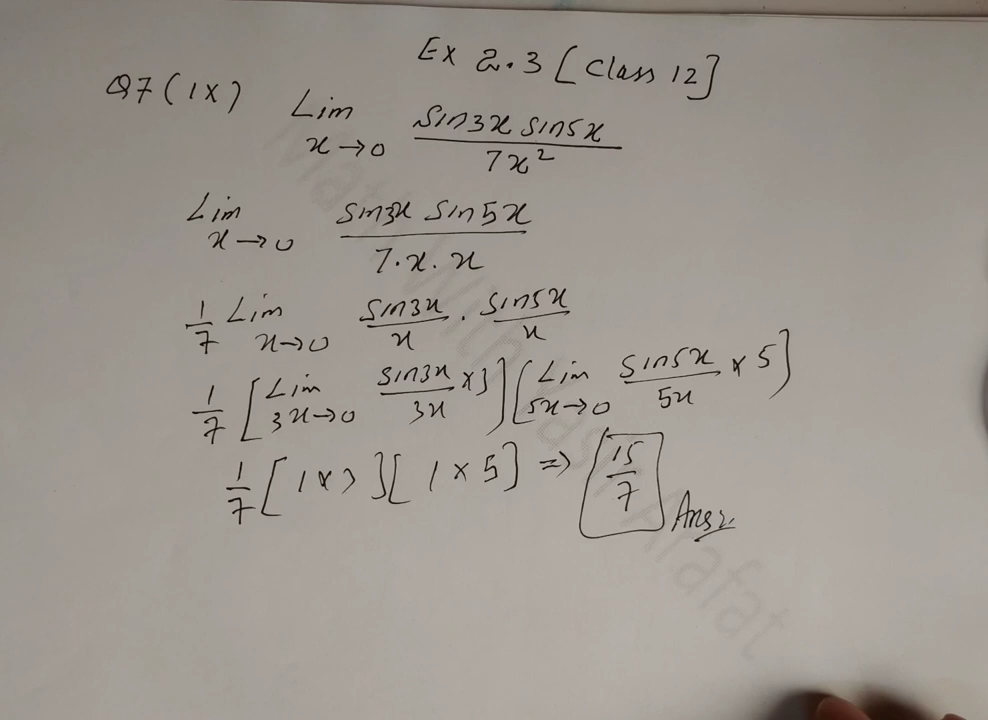 Ex 2.3 [Class 12]
Q7 (ix) Lim x→0 sin3x sin5x / 7x²
Lim x→0 sin3x sin5x / 7.x.x
1/7 Lim x→0 sin3x/x . sin5x/x
1/7 [Lim 3x→0 sin3x/3x ×3] [Lim 5x→0 sin5x/5x × 5]
1/7 [1×3] [1×5] ⇒ 15/7 Ans